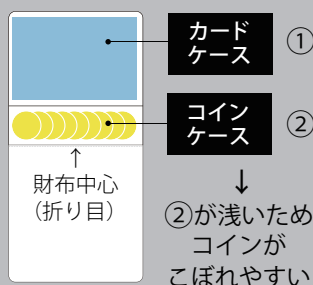 カード
ケース
①
コイン
ケース
②
↑
財布中心
(折り目)
↓
②が浅いため
コインが
こぼれやすい